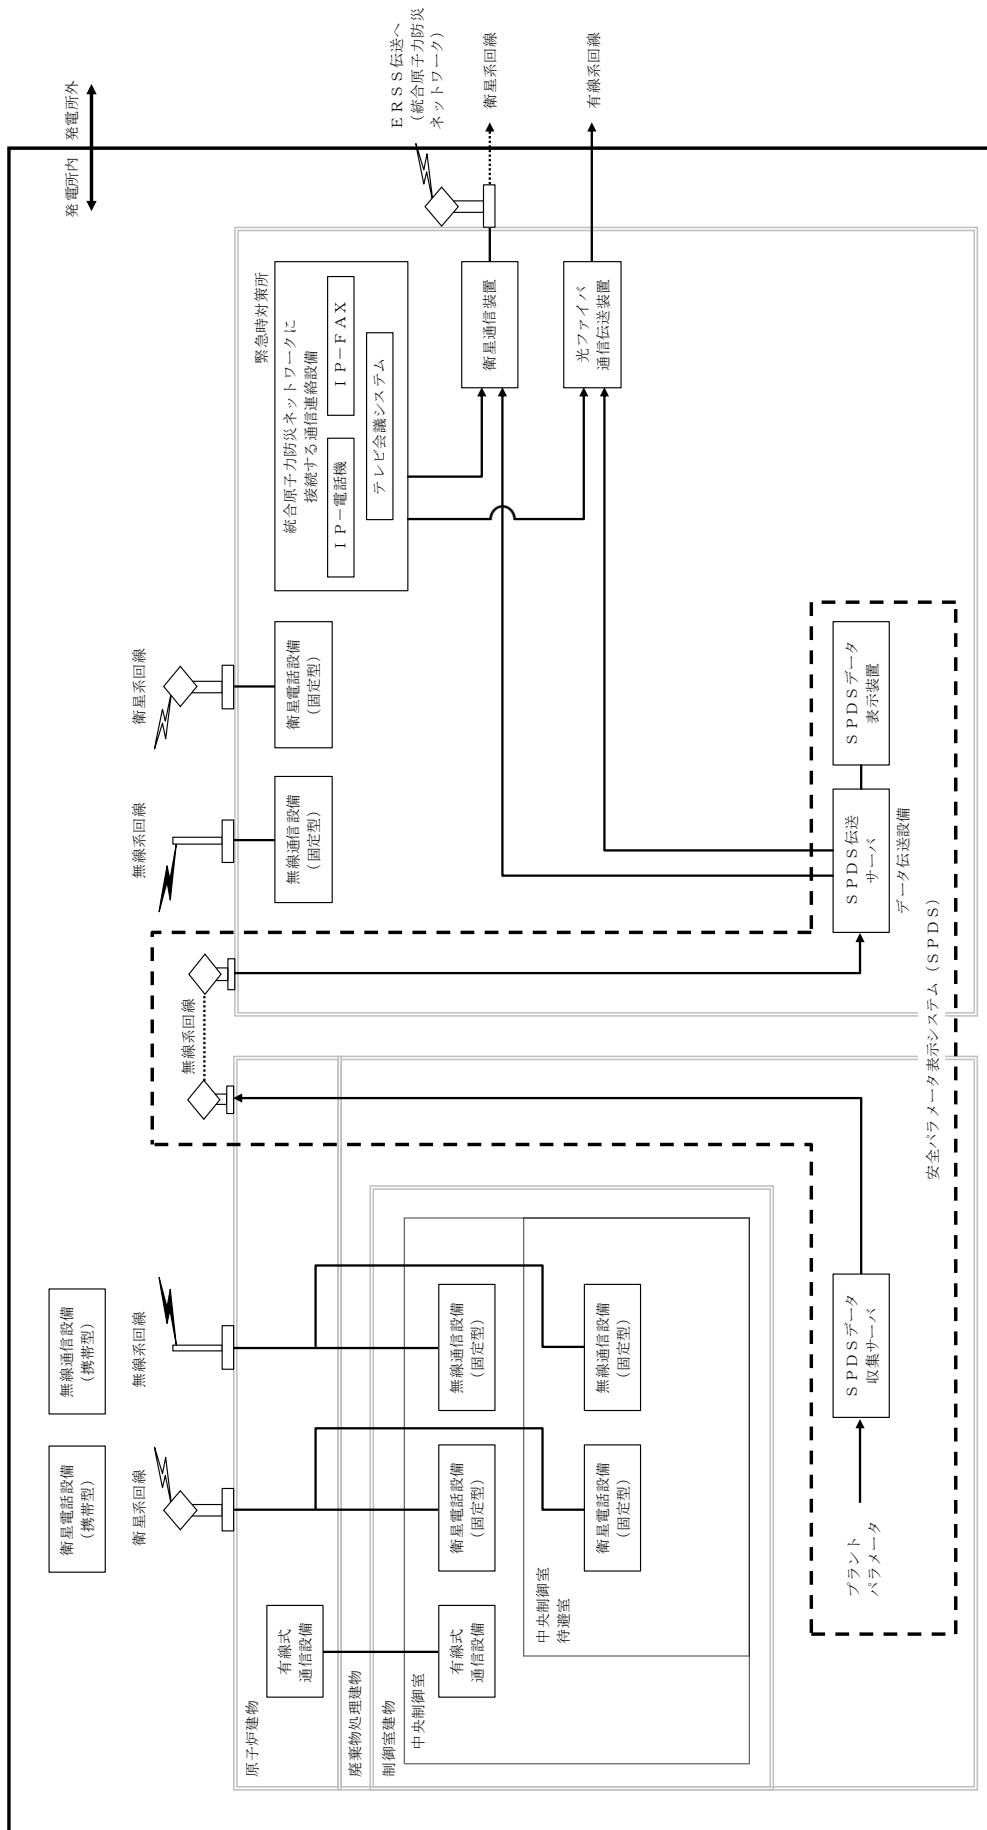 発電所内 発電所外
ＥＲＳＳ伝送へ
（統合原子力防災
ネットワーク）
衛星系回線
有線系回線
緊急時対策所
統合原子力防災ネットワークに
接続する通信連絡設備
ＩＰ－電話機
ＩＰ－ＦＡＸ
テレビ会議システム
衛星通信装置
光ファイバ
通信伝送装置
衛星系回線
衛星電話設備
（固定型）
無線系回線
無線通信設備
（固定型）
ＳＰＤＳデータ
表示装置
ＳＰＤＳ伝送
サーバ
データ伝送設備
無線系回線
安全パラメータ表示システム（ＳＰＤＳ）
無線通信設備
（携帯型）
無線系回線
衛星電話設備
（携帯型）
衛星系回線
無線通信設備
（固定型）
無線通信設備
（固定型）
衛星電話設備
（固定型）
衛星電話設備
（固定型）
有線式
通信設備
有線式
通信設備
原子炉建物
廃棄物処理建物
制御室建物
中央制御室
中央制御室
待避室
ＳＰＤＳデータ
収集サーバ
プラント
パラメータ